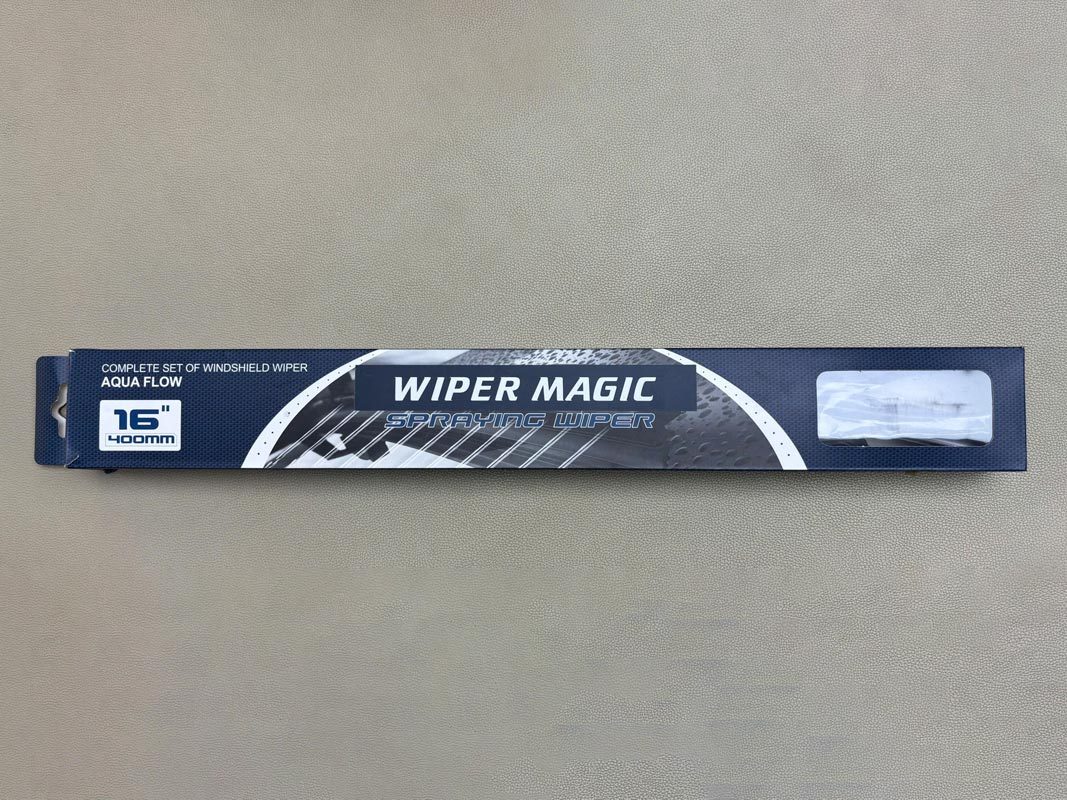 COMPLETE SET OF WINDSHIELD WIPER
AQUA FLOW
16"
400MM
WIPER MAGIC
SPRAYING WIPER